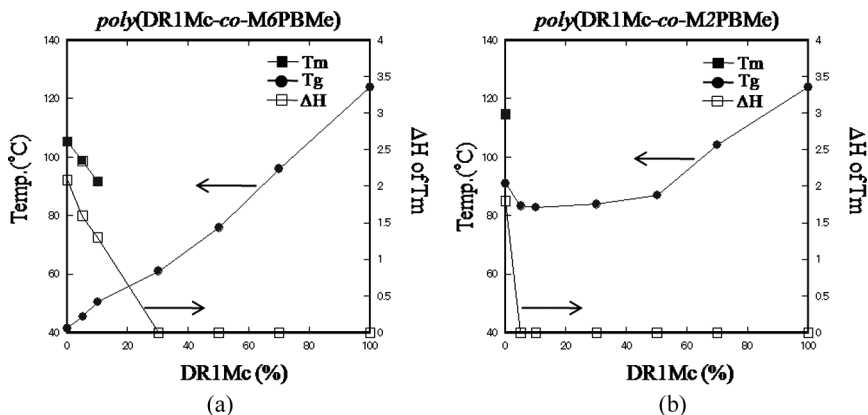 poly(DR1Mc-co-M6PBMe)
140
120
100
80
60
40
Temp.(°C)
Tm
Tg
ΔH
4
3.5
3
2.5
2
1.5
1
0.5
0
ΔH of Tm
0
20
40
60
80
100
DR1Mc (%)
(a)
poly(DR1Mc-co-M2PBMe)
140
120
100
80
60
40
Temp.(°C)
Tm
Tg
ΔH
4
3.5
3
2.5
2
1.5
1
0.5
0
ΔH of Tm
0
20
40
60
80
100
DR1Mc (%)
(b)